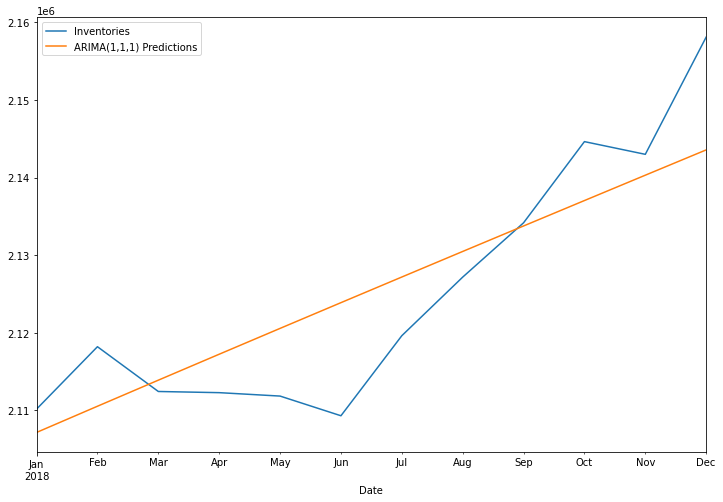 1e6
2.16
2.15
2.14
2.13
2.12
2.11
Inventories
ARIMA(1,1,1) Predictions
Jan Feb Mar Apr May Jun Jul Aug Sep Oct Nov Dec
2018
Date